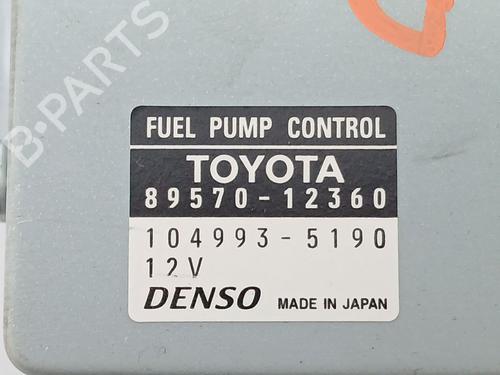 B-PARTS
FUEL PUMP CONTROL
TOYOTA
89570-12360
104993-5190
12V
DENSO MADE IN JAPAN